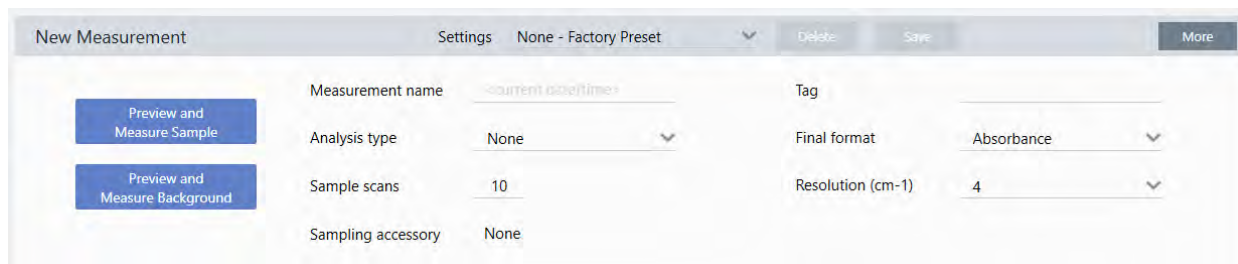 New Measurement Settings None - Factory Preset Delete Save More
Measurement name <current date/time> Tag
Preview and
Measure Sample
Analysis type None Final format Absorbance
Preview and
Measure Background
Sample scans 10 Resolution (cm-1) 4
Sampling accessory None